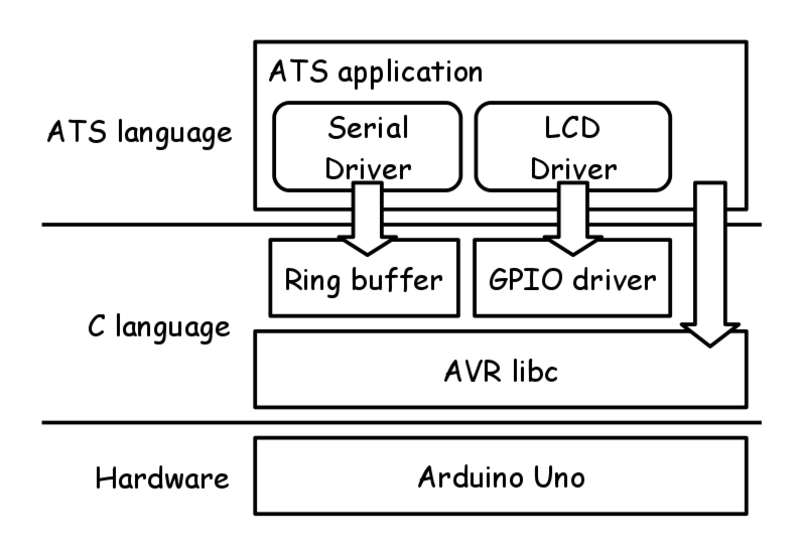 ATS application
ATS language
Serial
Driver
LCD
Driver
C language
Ring buffer
GPIO driver
AVR libc
Hardware
Arduino Uno